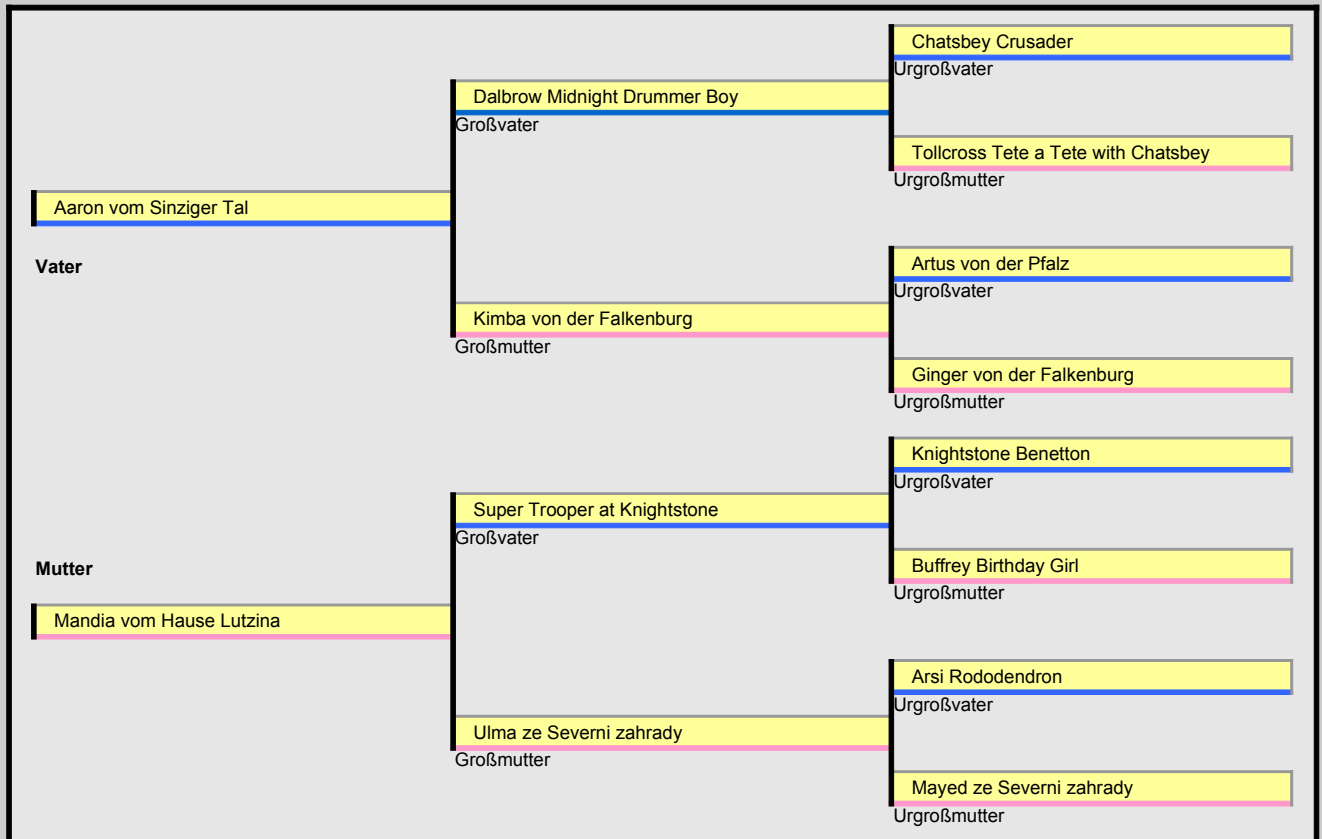 Chatsbey Crusader
Urgroßvater
Dalbrow Midnight Drummer Boy
Großvater
Tollcross Tete a Tete with Chatsbey
Urgroßmutter
Aaron vom Sinziger Tal
Vater
Artus von der Pfalz
Urgroßvater
Kimba von der Falkenburg
Großmutter
Ginger von der Falkenburg
Urgroßmutter
Knightstone Benetton
Urgroßvater
Super Trooper at Knightstone
Großvater
Mutter
Buffrey Birthday Girl
Urgroßmutter
Mandia vom Hause Lutzina
Arsi Rododendron
Urgroßvater
Ulma ze Severni zahrady
Großmutter
Mayed ze Severni zahrady
Urgroßmutter